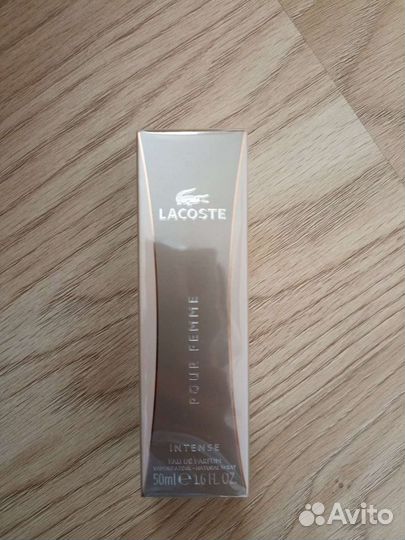 LACOSTE
POUR FEMME
INTENSE
EAU DE PARFUM
VAPORISATEUR - NATURAL SPRAY
50ml ℮ 1.6 FL.OZ
Avito